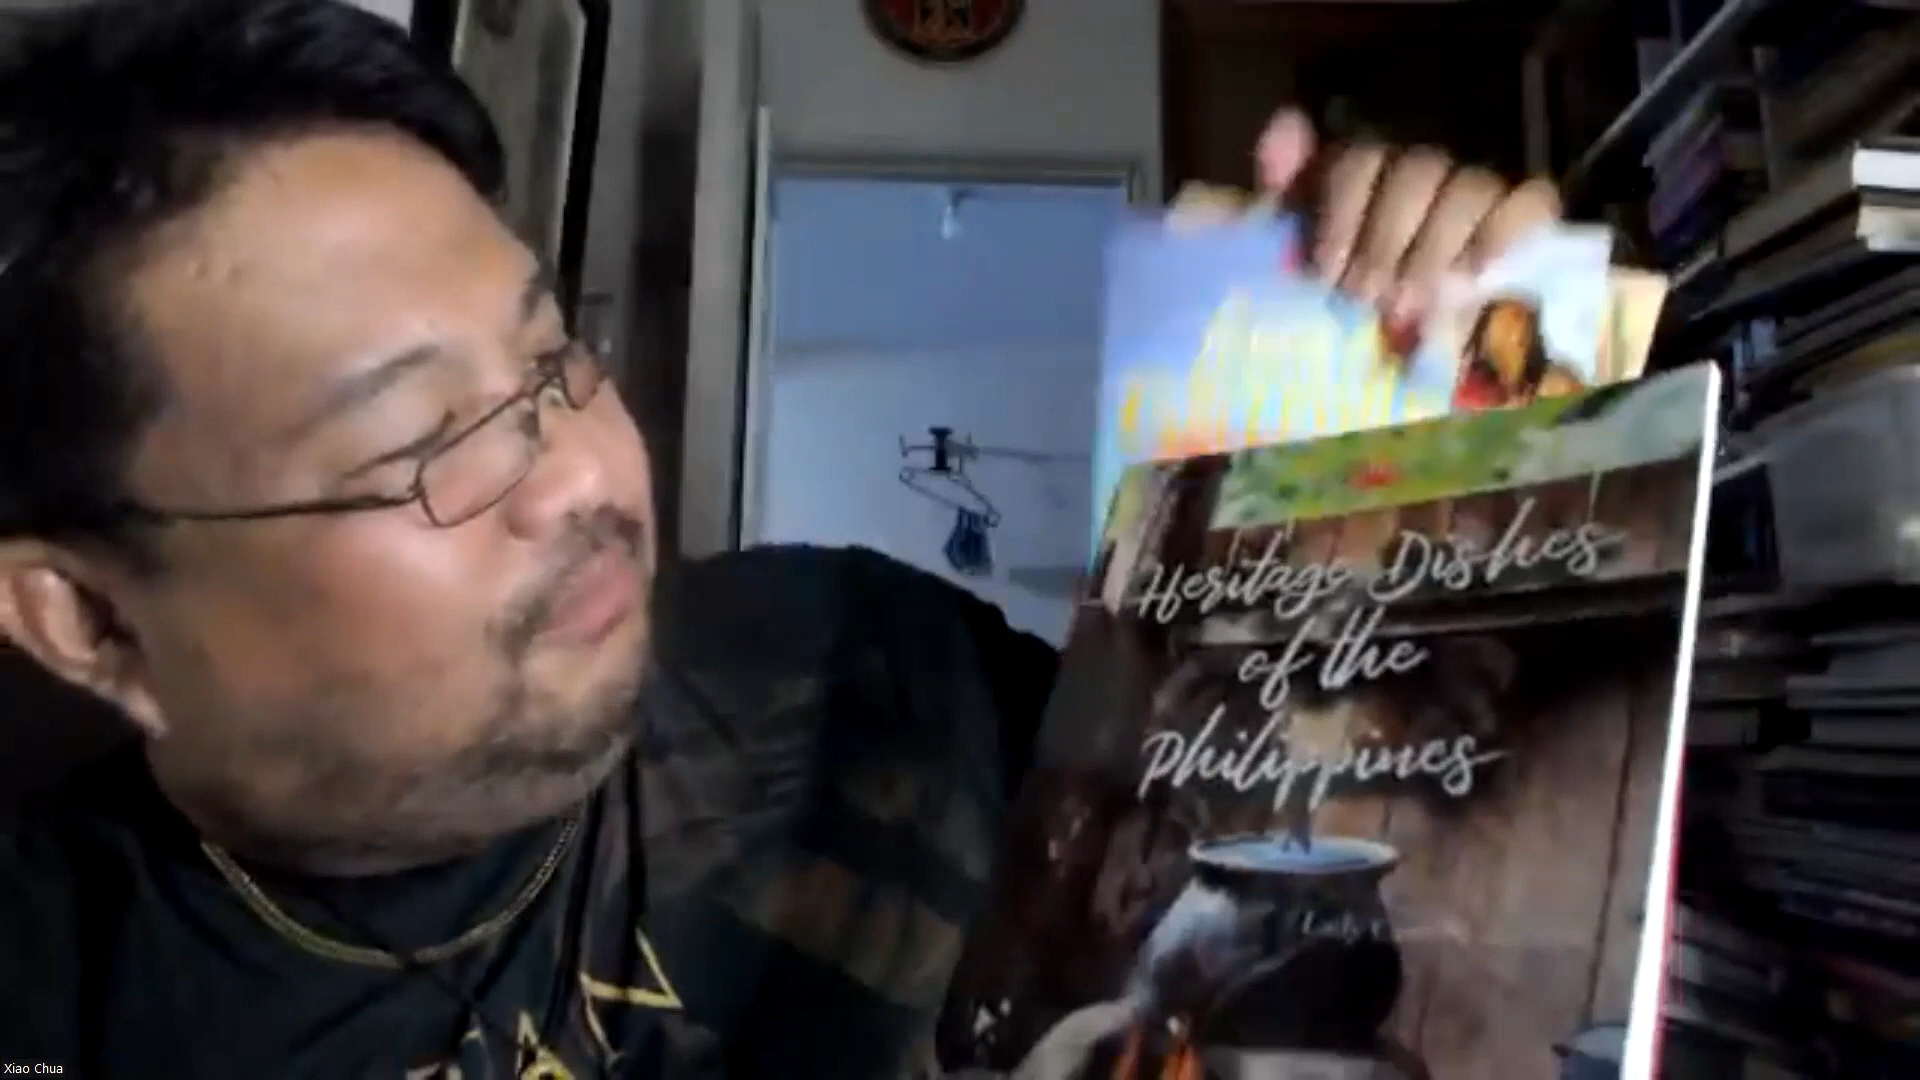 Heritage Dishes
of the
Philippines
Xiao Chua